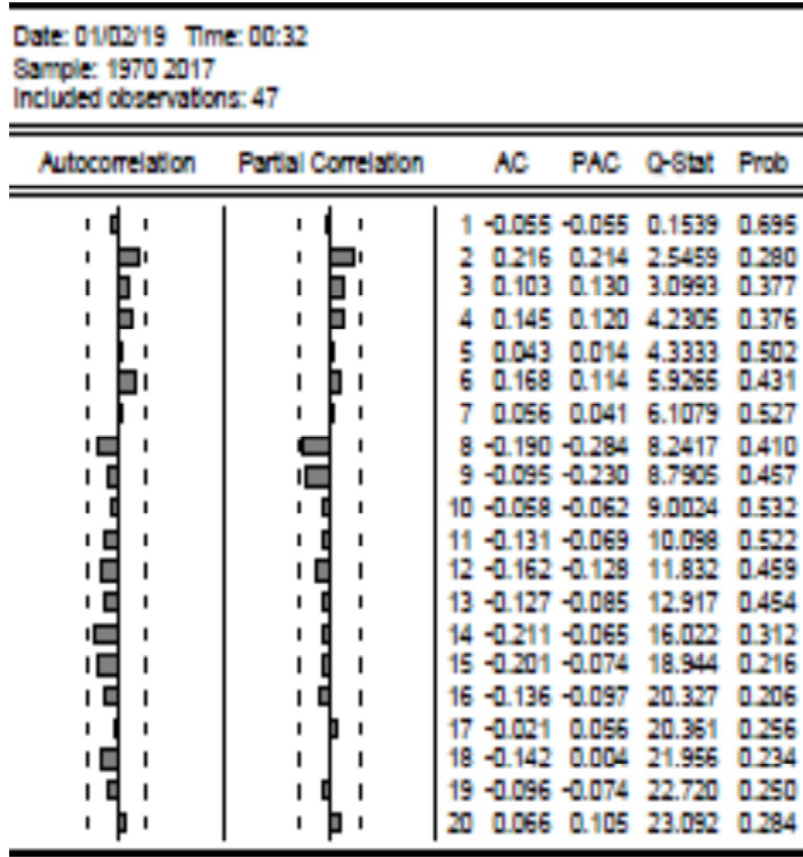 Date: 01/02/19 Time: 00:32
Sample: 1970 2017
Included observations: 47
Autocorrelation Partial Correlation AC PAC Q-Stat Prob
1 -0.055 -0.055 0.1539 0.695
2 0.216 0.214 2.5459 0.280
3 0.103 0.130 3.0993 0.377
4 0.145 0.120 4.2305 0.376
5 0.043 0.014 4.3333 0.502
6 0.168 0.114 5.9265 0.431
7 0.056 0.041 6.1079 0.527
8 -0.190 -0.284 8.2417 0.410
9 -0.095 -0.230 8.7905 0.457
10 -0.058 -0.062 9.0024 0.532
11 -0.131 -0.069 10.098 0.522
12 -0.162 -0.128 11.832 0.459
13 -0.127 -0.085 12.917 0.454
14 -0.211 -0.065 16.022 0.312
15 -0.201 -0.074 18.944 0.216
16 -0.136 -0.097 20.327 0.206
17 -0.021 0.056 20.361 0.256
18 -0.142 0.004 21.956 0.234
19 -0.096 -0.074 22.720 0.250
20 0.066 0.105 23.092 0.284